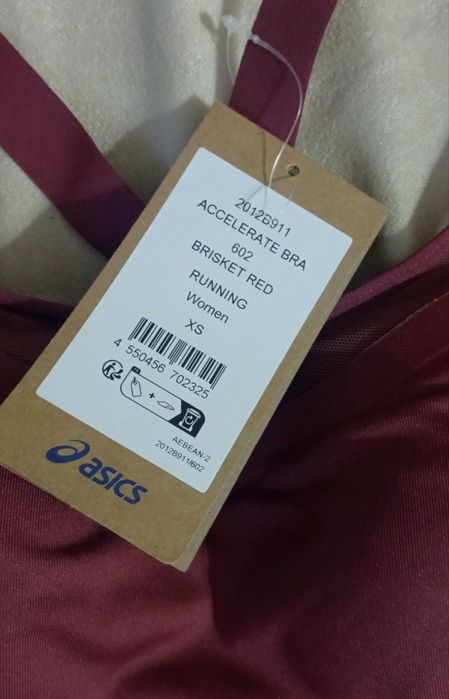 2012B911
ACCELERATE BRA
602
BRISKET RED
RUNNING
Women
XS
4 550456 702325
AEBEAN-2
2012B911/602
asics